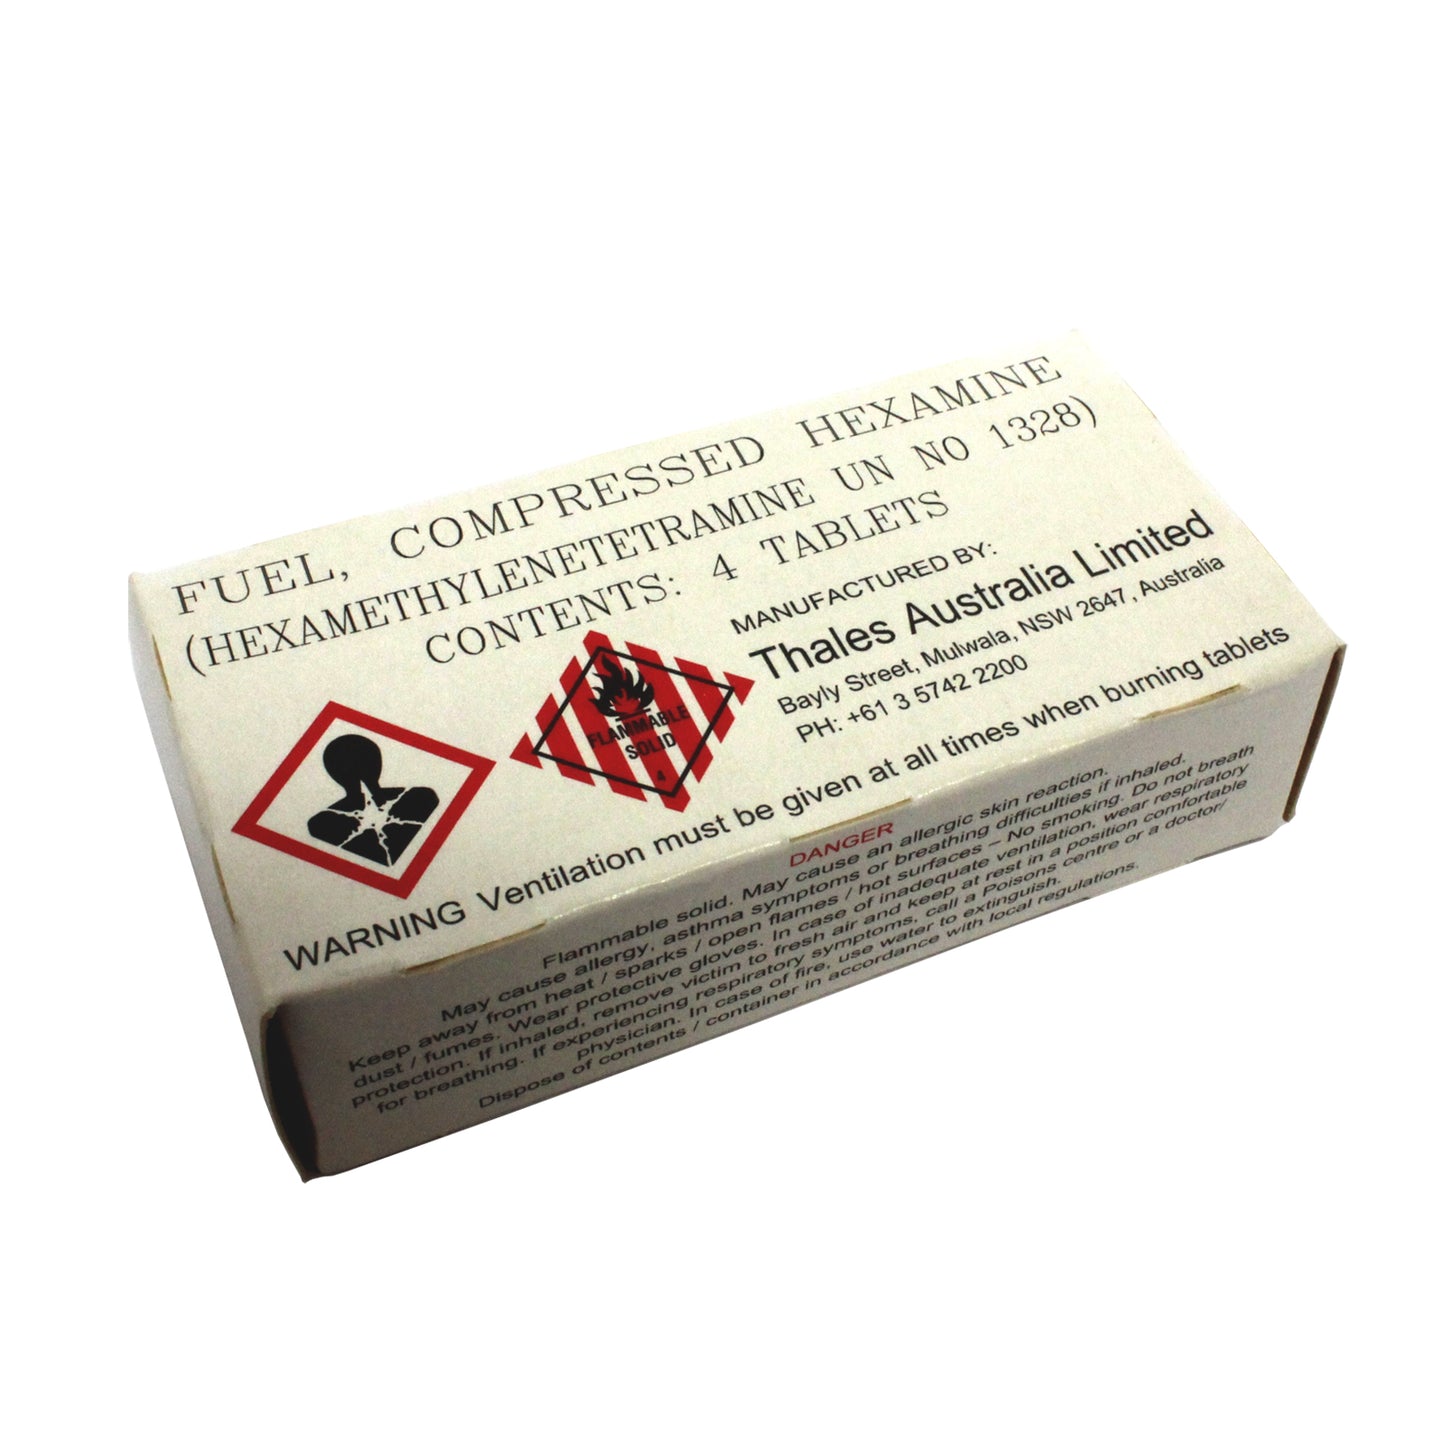 FUEL, COMPRESSED HEXAMINE
(HEXAMETHYLENETETRAMINE UN NO 1328)
CONTENTS: 4 TABLETS
FLAMMABLE
SOLID
4
MANUFACTURED BY:
Thales Australia Limited
Bayly Street, Mulwala, NSW 2647, Australia
PH: +61 3 5742 2200
WARNING Ventilation must be given at all times when burning tablets
DANGER
Flammable solid. May cause an allergic skin reaction.
May cause allergy, asthma symptoms or breathing difficulties if inhaled.
Keep away from heat / sparks / open flames / hot surfaces – No smoking. Do not breath
dust / fumes. Wear protective gloves. In case of inadequate ventilation, wear respiratory
protection. If inhaled, remove victim to fresh air and keep at rest in a position comfortable
for breathing. If experiencing respiratory symptoms, call a Poisons centre or a doctor/
physician. In case of fire, use water to extinguish.
Dispose of contents / container in accordance with local regulations.